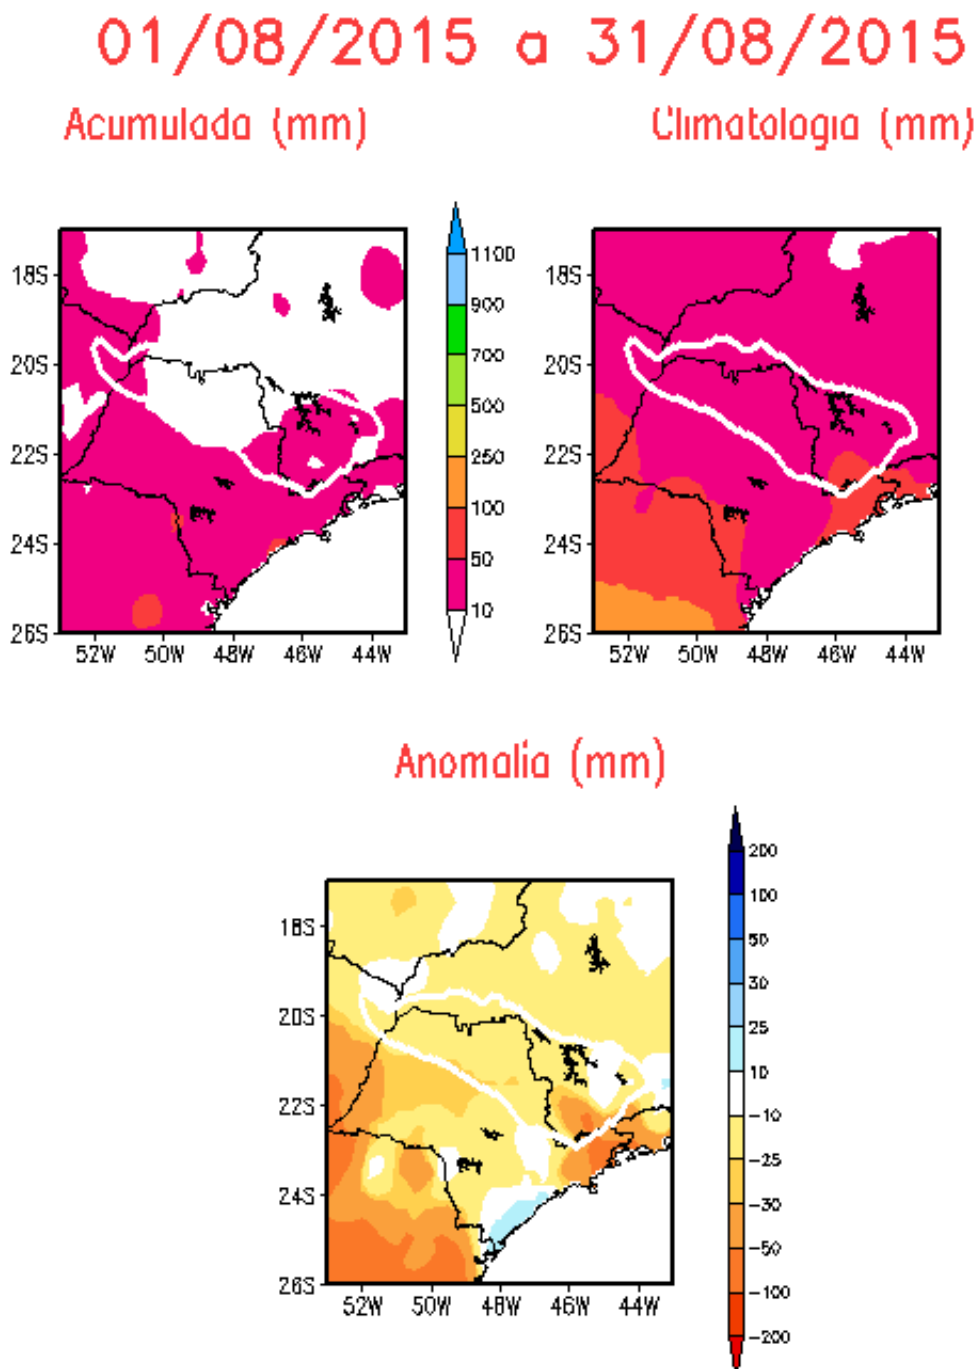 01/08/2015 a 31/08/2015
Acumulada (mm)
Climatologia (mm)
18S
20S
22S
24S
26S
52W 50W 48W 46W 44W
1100
900
700
500
250
100
50
10
18S
20S
22S
24S
26S
52W 50W 48W 46W 44W
Anomalia (mm)
18S
20S
22S
24S
26S
52W 50W 48W 46W 44W
200
100
50
30
25
10
-10
-25
-30
-50
-100
-200